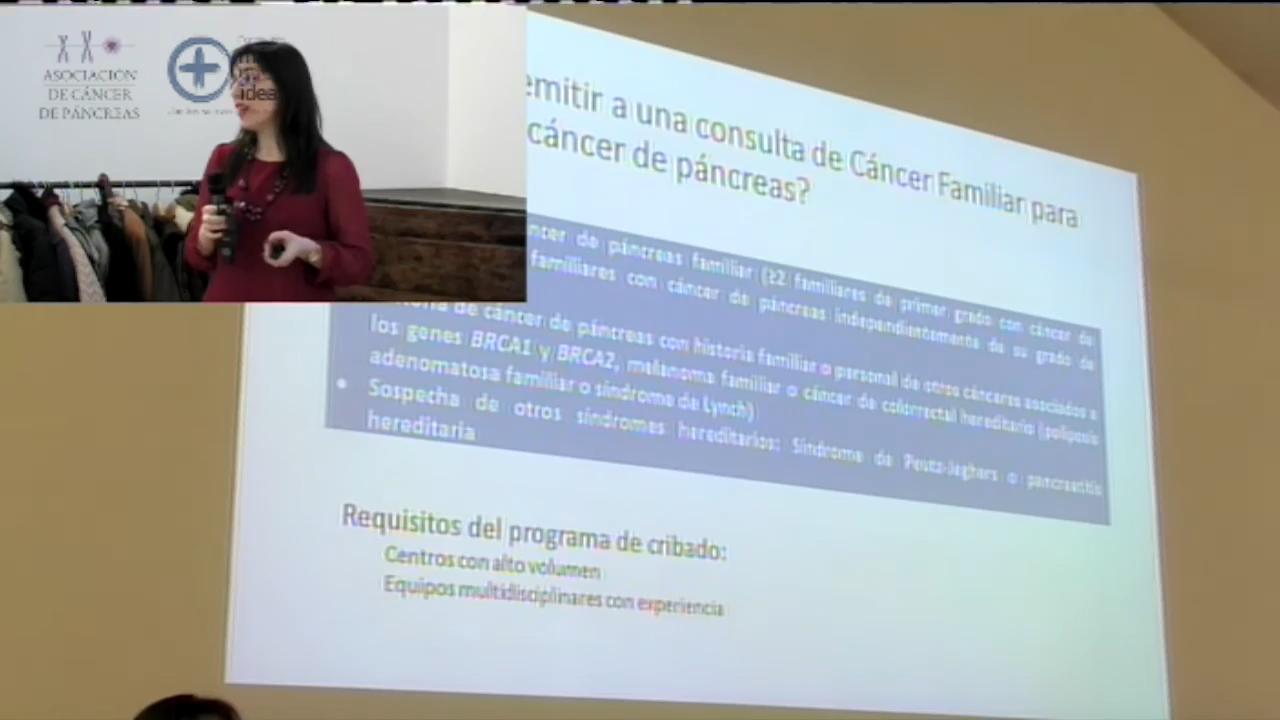 ASOCIACIÓN
DE CÁNCER
DE PÁNCREAS
idea
emitir a una consulta de Cáncer Familiar para
cáncer de páncreas?
ncer de páncreas familiar (≥2 familiares de primer grado con cáncer de
familiares con cáncer de páncreas independientemente de su grado de
de cáncer de páncreas con historia familiar o personal de otros cánceres asociados a
los genes BRCA1 y BRCA2, melanoma familiar o cáncer de colorrectal hereditario (poliposis
adenomatosa familiar o síndrome de Lynch)
Sospecha de otros síndromes hereditarios: Síndrome de Peutz-Jeghers o pancreatitis
hereditaria
Requisitos del programa de cribado:
Centros con alto volumen
Equipos multidisciplinares con experiencia